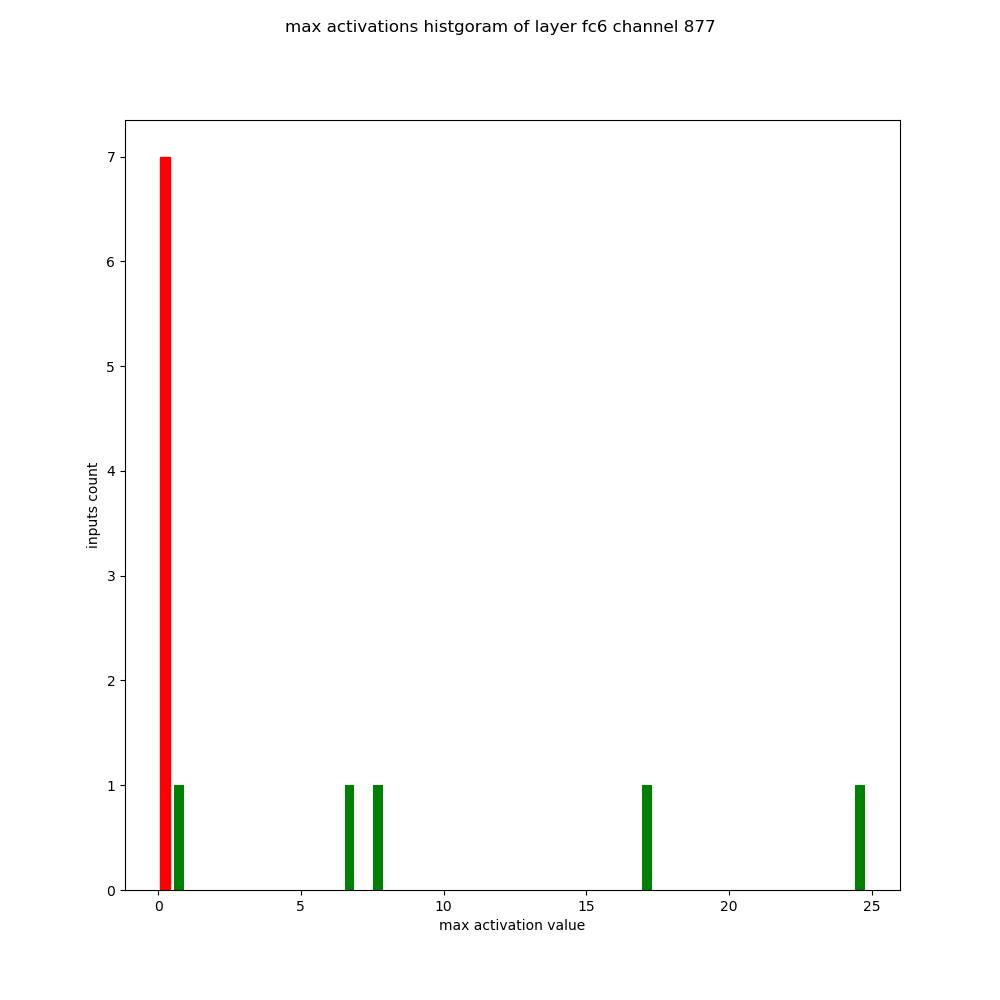 max activations histgoram of layer fc6 channel 877
7
6
5
4
3
2
1
0
inputs count
0 5 10 15 20 25
max activation value